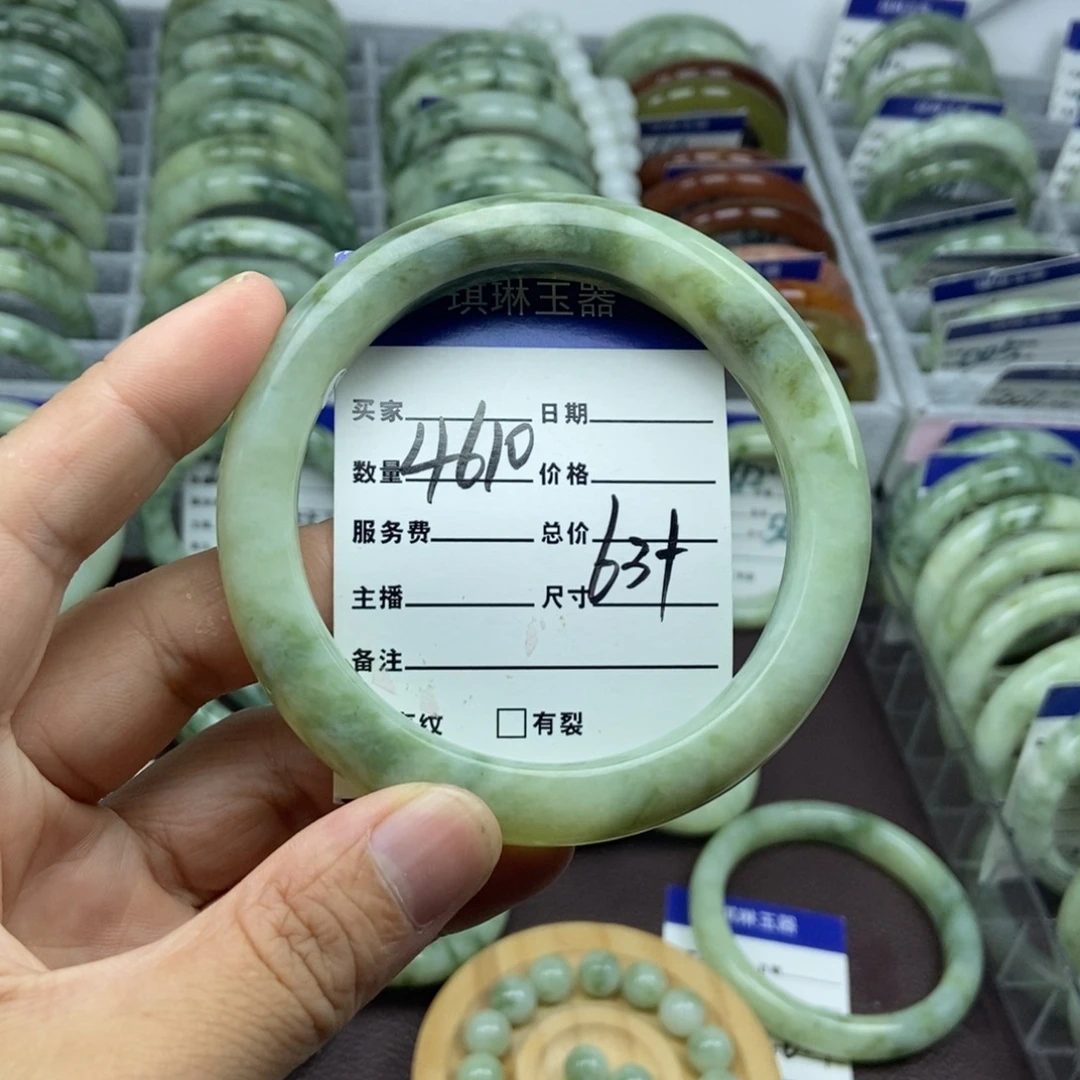 琪琳玉器
买家 日期
4610
数量 价格
服务费 总价
63+
主播 尺寸
备注
纹 □有裂
琳玉器